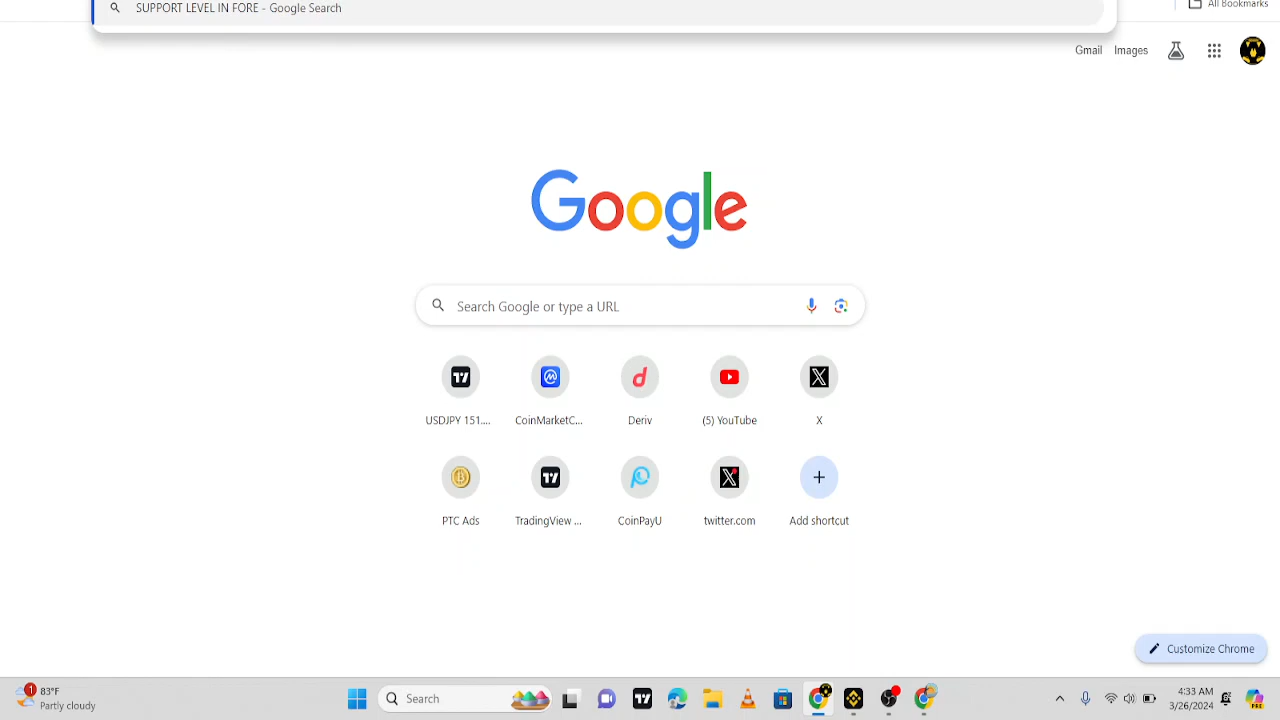 SUPPORT LEVEL IN FORE - Google Search
All Bookmarks
Gmail Images
Google
Search Google or type a URL
USDJPY 151.... CoinMarketC... Deriv (5) YouTube X
PTC Ads TradingView ... CoinPayU twitter.com Add shortcut
Customize Chrome
1 83°F
Partly cloudy
Search
4:33 AM
3/26/2024
PRE